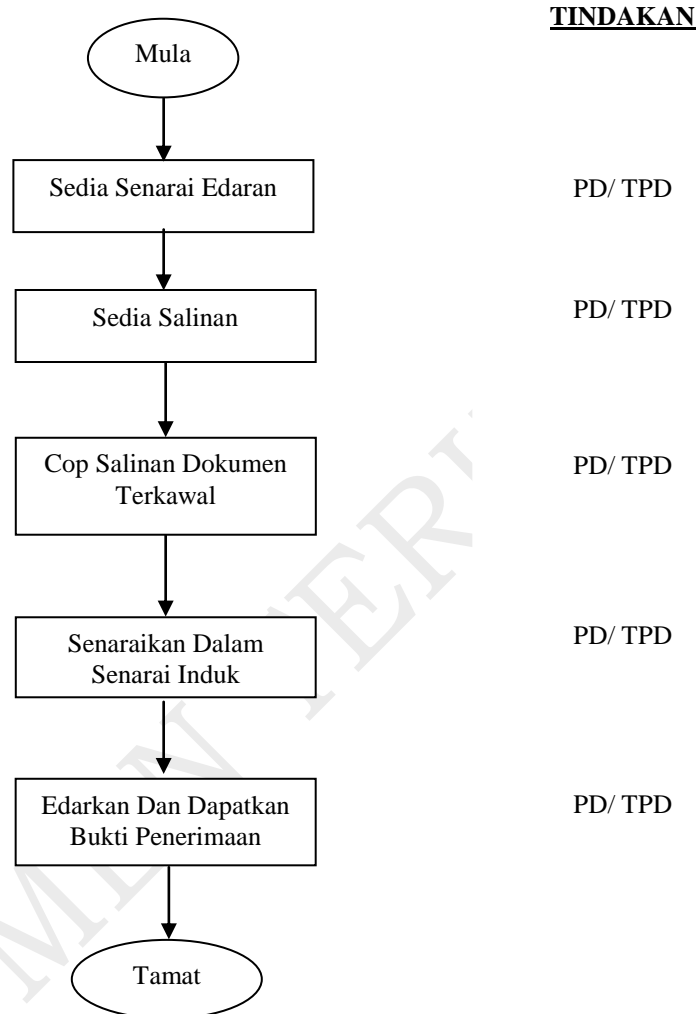 TINDAKAN
Mula
Sedia Senarai Edaran
PD/ TPD
Sedia Salinan
PD/ TPD
Cop Salinan Dokumen
Terkawal
PD/ TPD
Senaraikan Dalam
Senarai Induk
PD/ TPD
Edarkan Dan Dapatkan
Bukti Penerimaan
PD/ TPD
Tamat